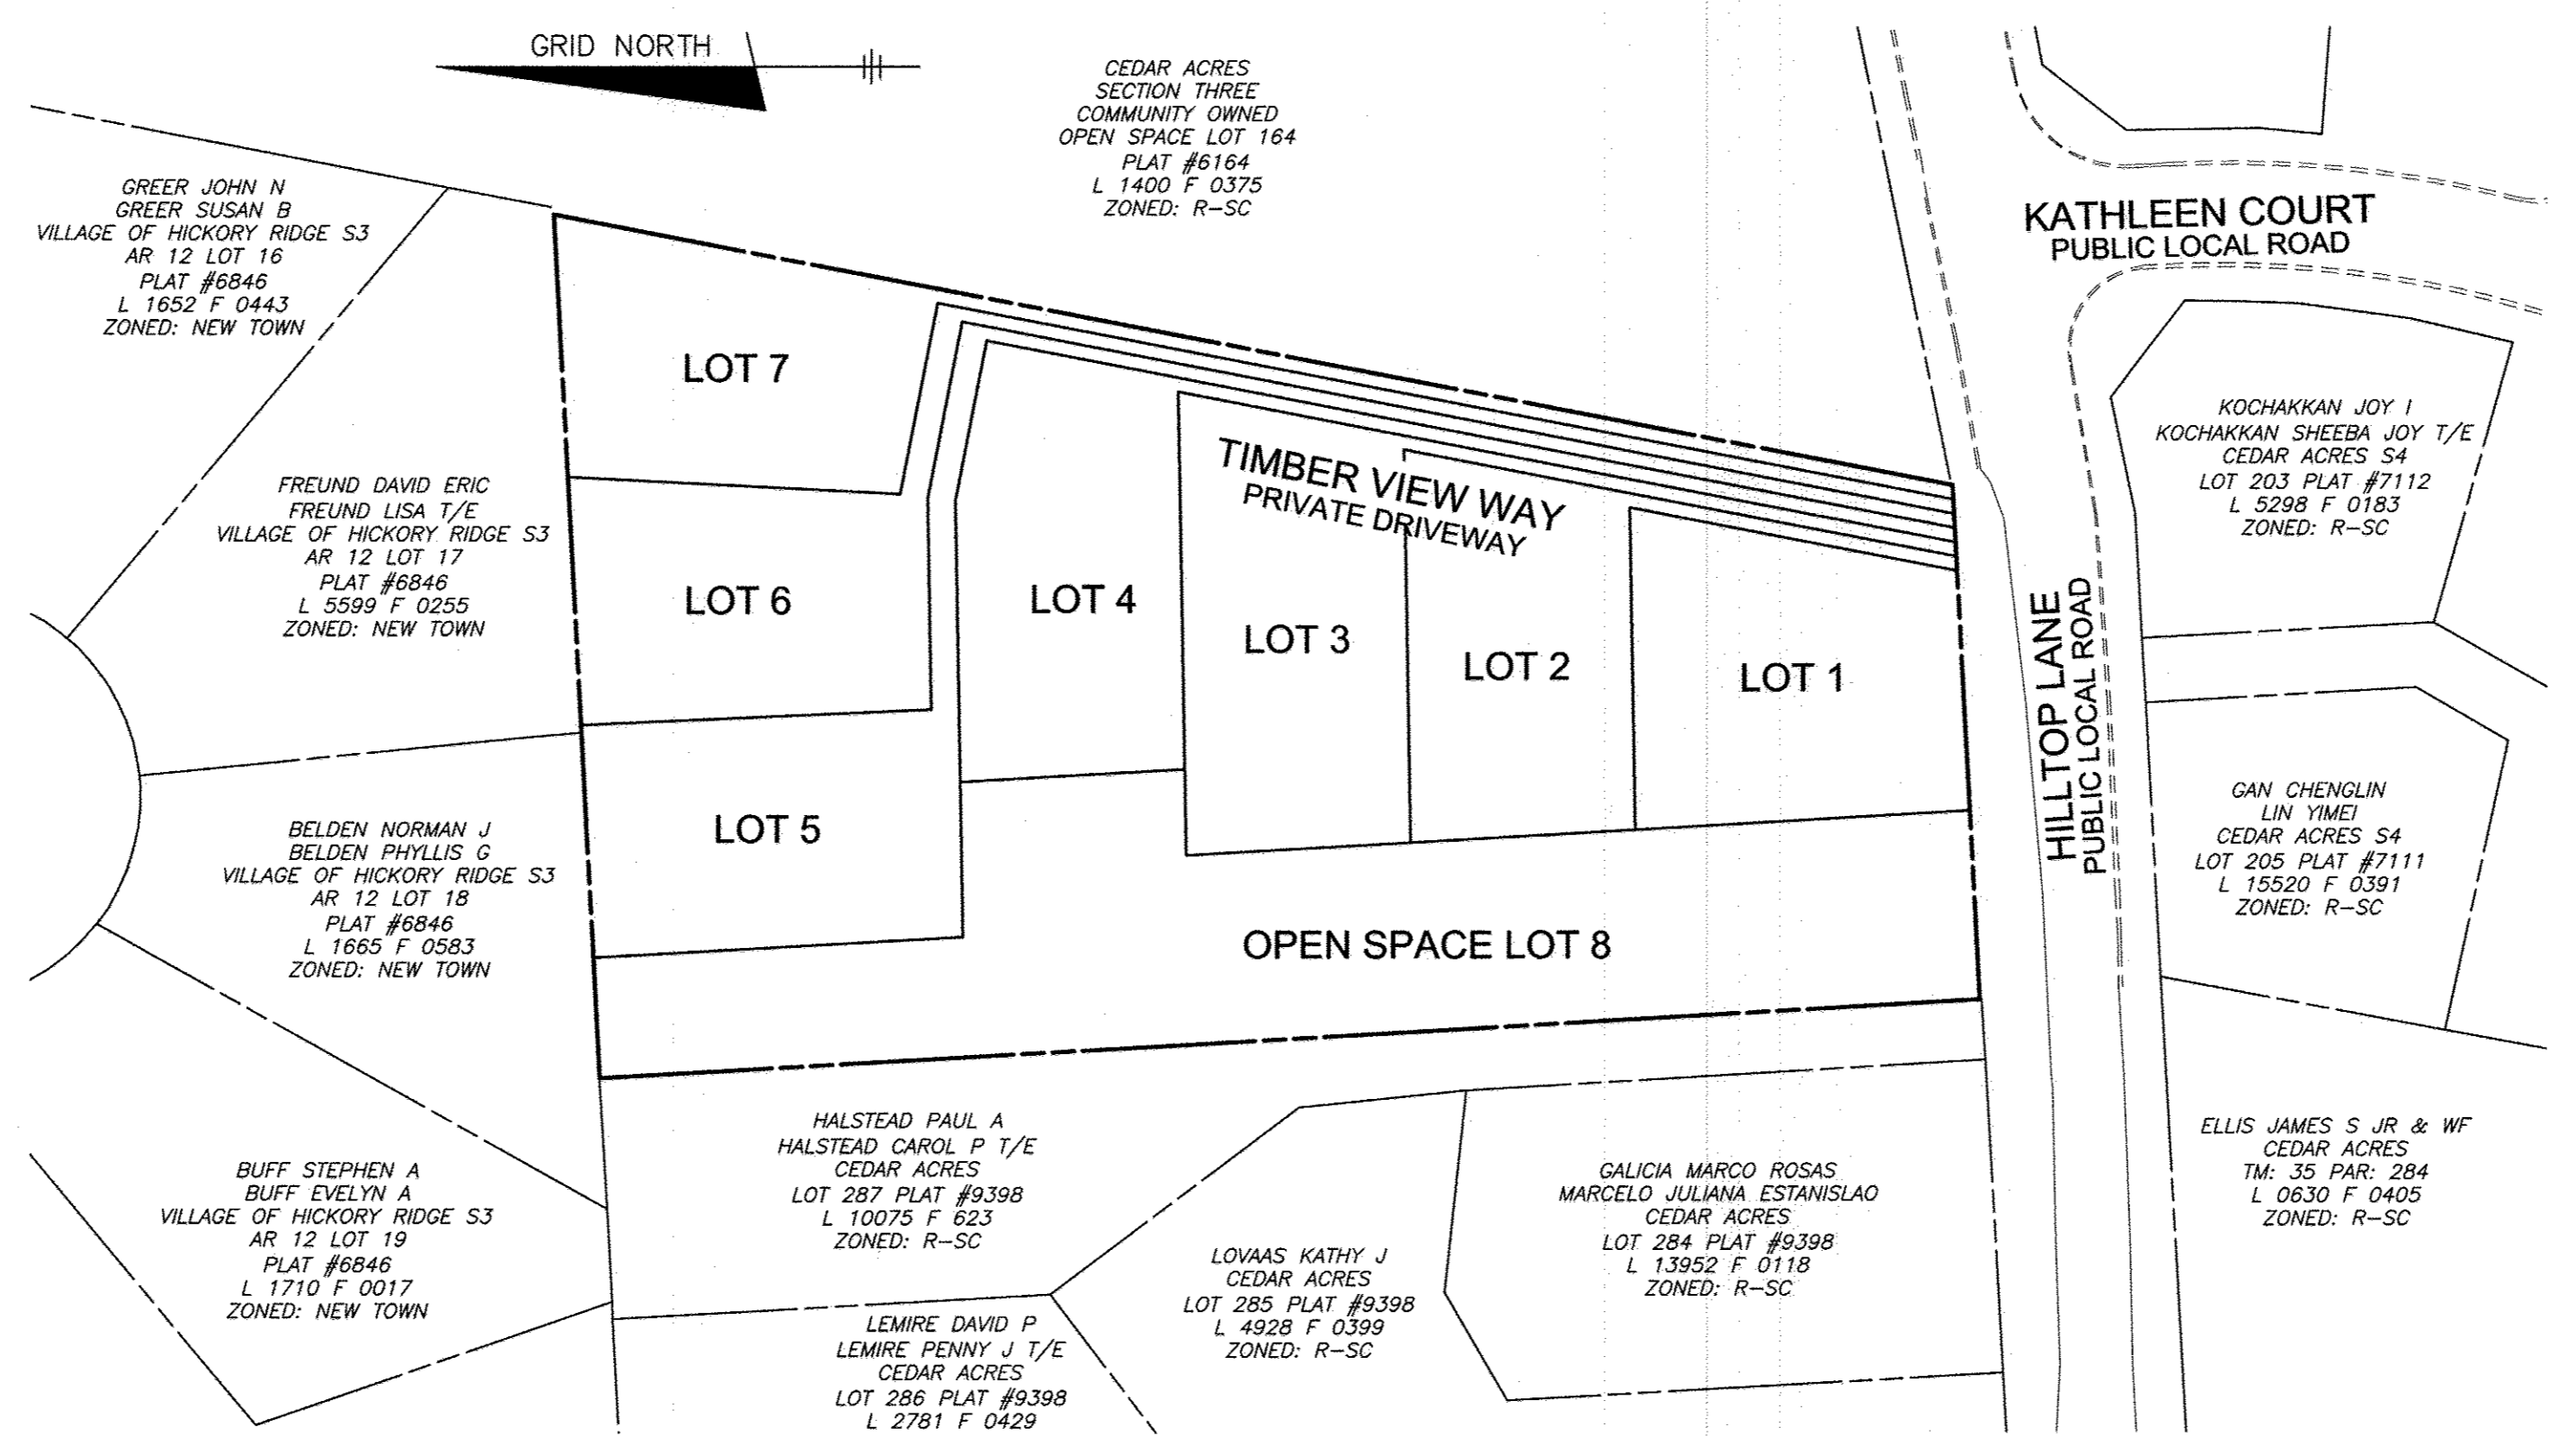 GRID NORTH
CEDAR ACRES
SECTION THREE
COMMUNITY OWNED
OPEN SPACE LOT 164
PLAT #6164
L 1400 F 0375
ZONED: R-SC
GREER JOHN N
GREER SUSAN B
VILLAGE OF HICKORY RIDGE S3
AR 12 LOT 16
PLAT #6846
L 1652 F 0443
ZONED: NEW TOWN
KATHLEEN COURT
PUBLIC LOCAL ROAD
LOT 7
KOCHAKKAN JOY I
KOCHAKKAN SHEEBA JOY T/E
CEDAR ACRES S4
LOT 203 PLAT #7112
L 5298 F 0183
ZONED: R-SC
TIMBER VIEW WAY
PRIVATE DRIVEWAY
FREUND DAVID ERIC
FREUND LISA T/E
VILLAGE OF HICKORY RIDGE S3
AR 12 LOT 17
PLAT #6846
L 5599 F 0255
ZONED: NEW TOWN
LOT 6
LOT 4
LOT 3
LOT 2
LOT 1
HILLTOP LANE
PUBLIC LOCAL ROAD
LOT 5
GAN CHENGLIN
LIN YIMEI
CEDAR ACRES S4
LOT 205 PLAT #7111
L 15520 F 0391
ZONED: R-SC
BELDEN NORMAN J
BELDEN PHYLLIS G
VILLAGE OF HICKORY RIDGE S3
AR 12 LOT 18
PLAT #6846
L 1665 F 0583
ZONED: NEW TOWN
OPEN SPACE LOT 8
BUFF STEPHEN A
BUFF EVELYN A
VILLAGE OF HICKORY RIDGE S3
AR 12 LOT 19
PLAT #6846
L 1710 F 0017
ZONED: NEW TOWN
HALSTEAD PAUL A
HALSTEAD CAROL P T/E
CEDAR ACRES
LOT 287 PLAT #9398
L 10075 F 623
ZONED: R-SC
LEMIRE DAVID P
LEMIRE PENNY J T/E
CEDAR ACRES
LOT 286 PLAT #9398
L 2781 F 0429
LOVAAS KATHY J
CEDAR ACRES
LOT 285 PLAT #9398
L 4928 F 0399
ZONED: R-SC
GALICIA MARCO ROSAS
MARCELO JULIANA ESTANISLAO
CEDAR ACRES
LOT 284 PLAT #9398
L 13952 F 0118
ZONED: R-SC
ELLIS JAMES S JR & WF
CEDAR ACRES
TM: 35 PAR: 284
L 0630 F 0405
ZONED: R-SC